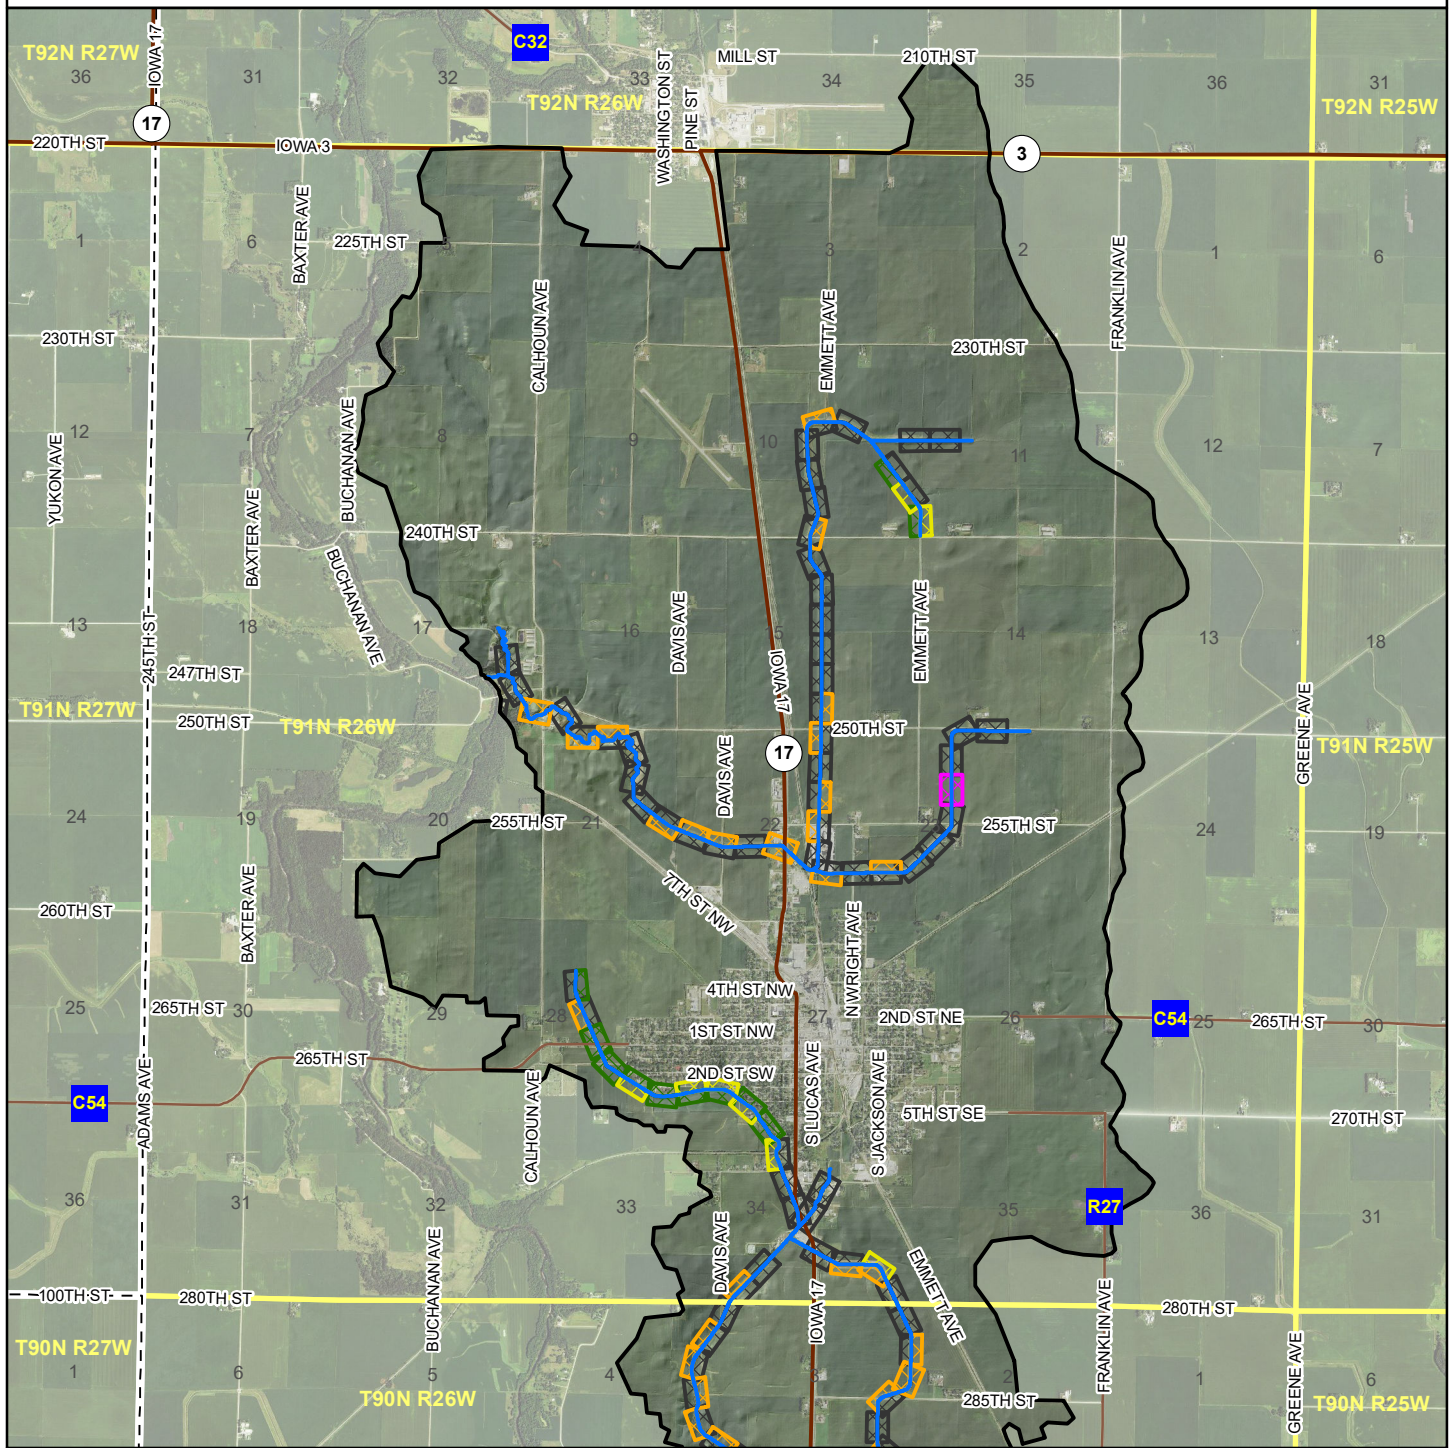 IOWA 17
C32
T92N R27W
MILL ST
210TH ST
36
31
32
33
34
35
36
31
T92N R26W
WASHINGTON ST
PINE ST
T92N R25W
17
220TH ST
IOWA 3
3
BAXTER AVE
1
6
225TH ST
5
4
3
2
FRANKLIN AVE
1
6
CALHOUN AVE
EMMETT AVE
230TH ST
230TH ST
YUKON AVE
12
7
BUCHANAN AVE
8
9
10
11
12
7
BAXTER AVE
240TH ST
BUCHANAN AVE
245TH ST
13
18
17
16
DAVIS AVE
5
EMMETT AVE
14
13
18
247TH ST
IOWA 17
GREENE AVE
T91N R27W
250TH ST
T91N R26W
250TH ST
T91N R25W
17
DAVIS AVE
24
19
20
255TH ST
21
22
23
255TH ST
24
19
260TH ST
BAXTER AVE
7TH ST NW
N WRIGHT AVE
4TH ST NW
25
265TH ST
30
29
28
27
2ND ST NE
26
C54
25
265TH ST
30
1ST ST NW
265TH ST
2ND ST SW
C54
ADAMS AVE
CALHOUN AVE
S LUCAS AVE
S JACKSON AVE
5TH ST SE
270TH ST
36
31
32
33
34
35
R27
36
31
BUCHANAN AVE
DAVIS AVE
IOWA 17
EMMETT AVE
FRANKLIN AVE
100TH ST
280TH ST
280TH ST
GREENE AVE
T90N R27W
1
6
5
4
3
2
1
6
T90N R26W
285TH ST
T90N R25W